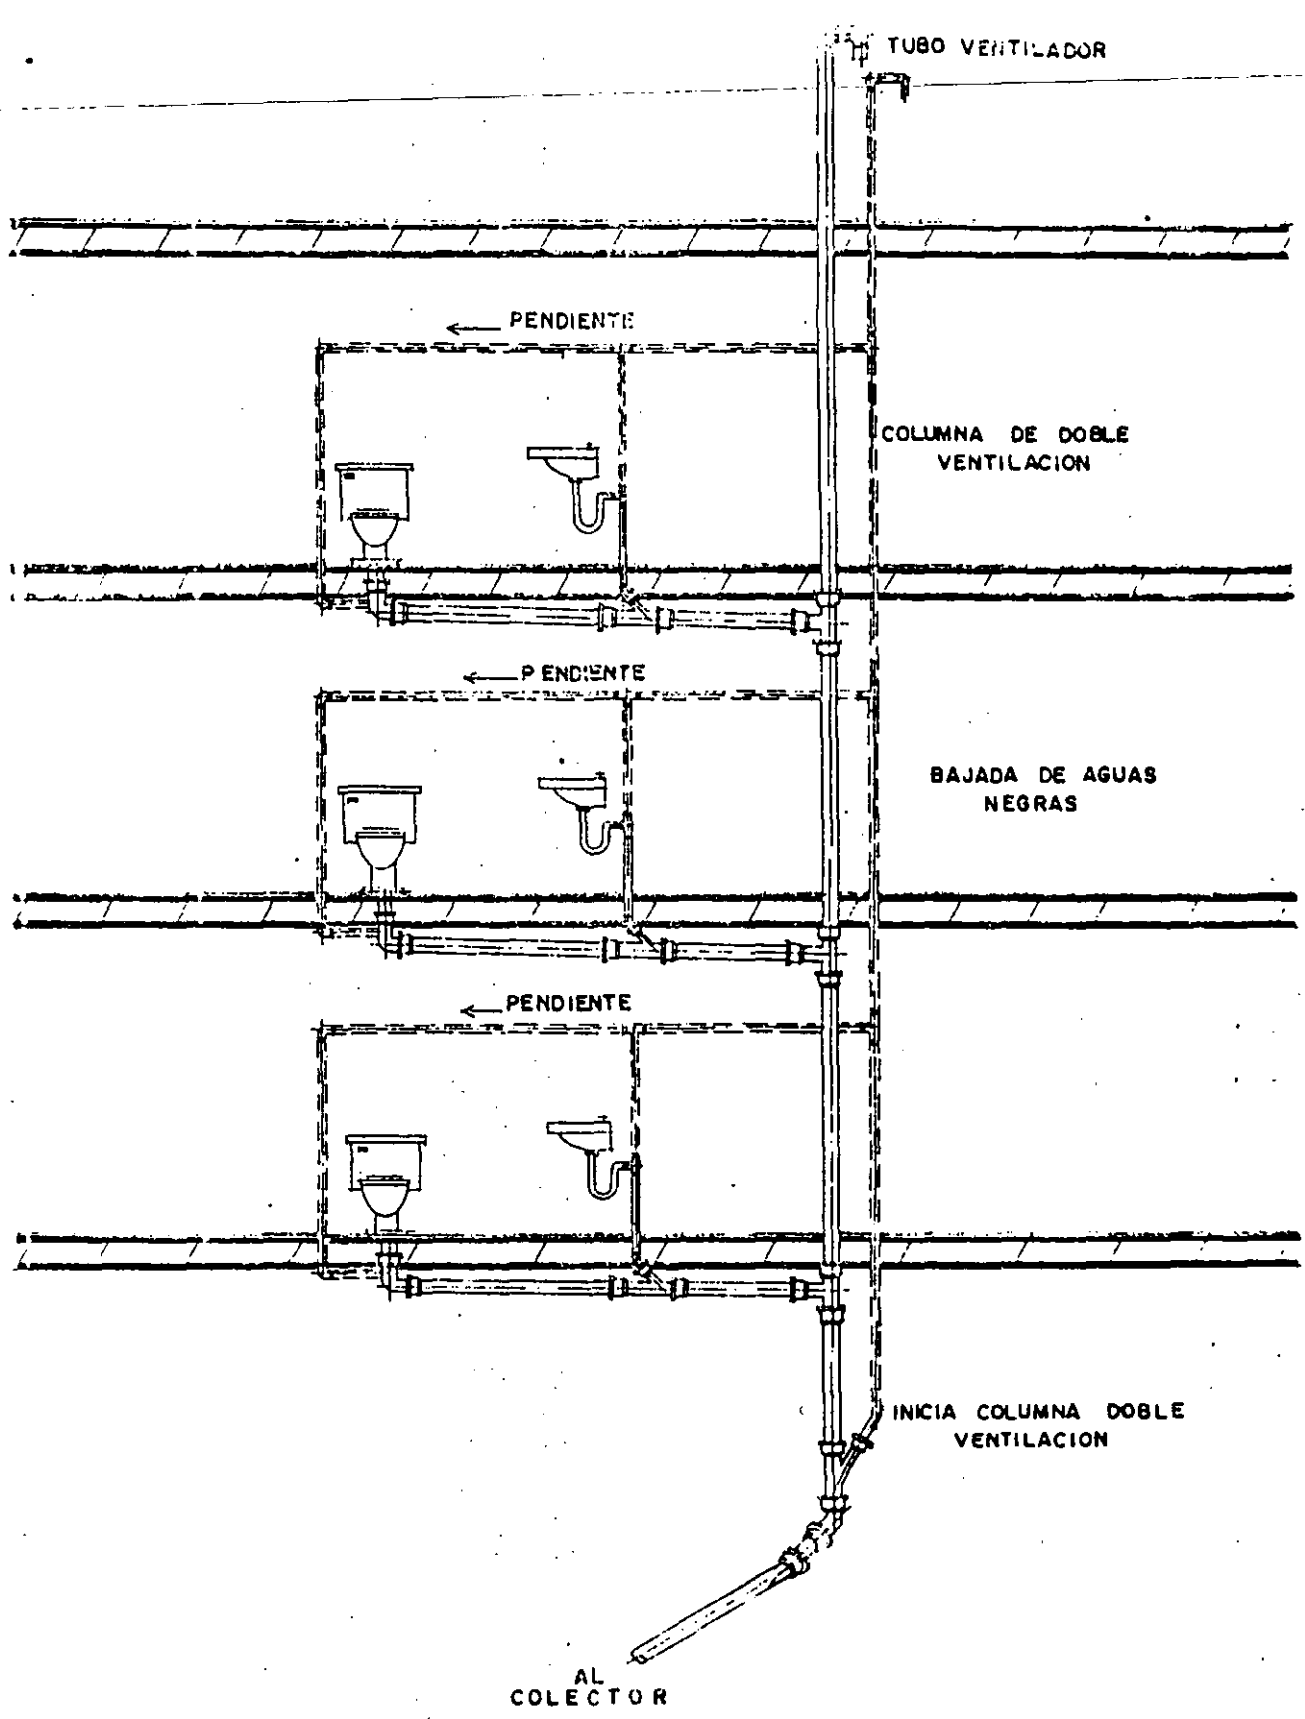 TUBO VENTILADOR
PENDIENTE
COLUMNA DE DOBLE
VENTILACION
PENDIENTE
BAJADA DE AGUAS
NEGRAS
PENDIENTE
INICIA COLUMNA DOBLE
VENTILACION
AL
COLECTOR